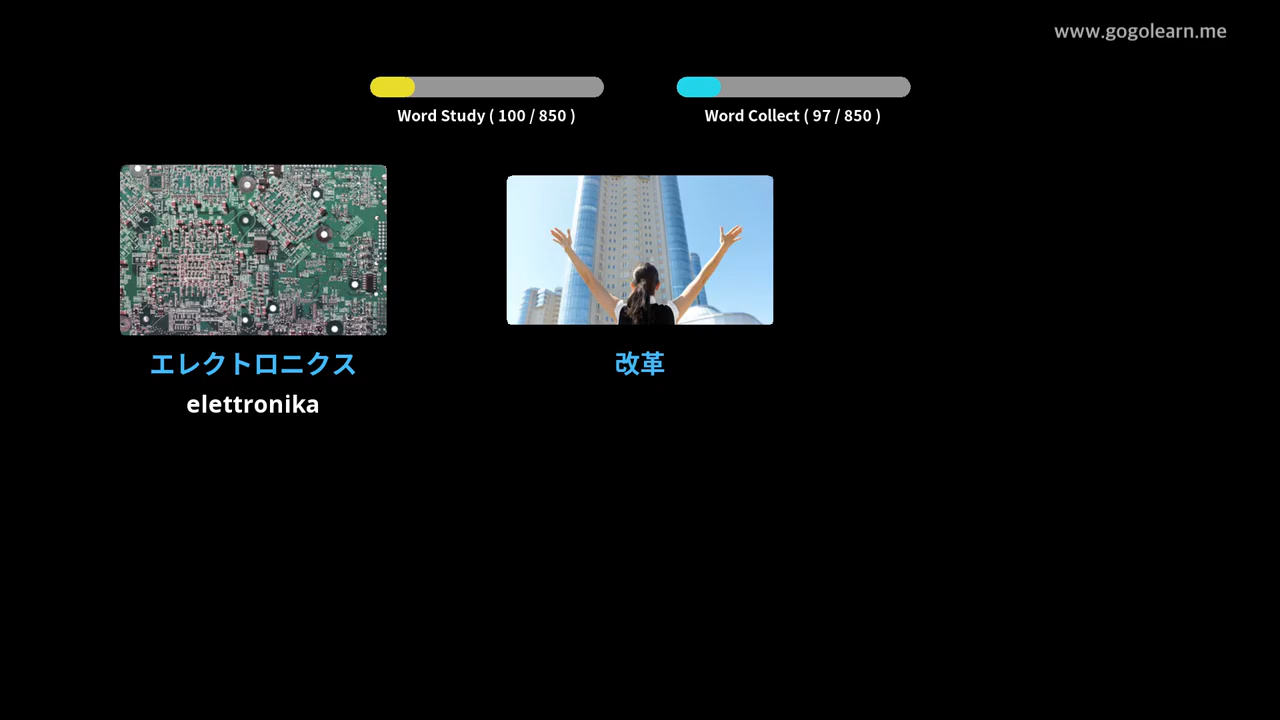 www.gogolearn.me
Word Study ( 100 / 850 )
Word Collect ( 97 / 850 )
エレクトロニクス
elettronika
改革